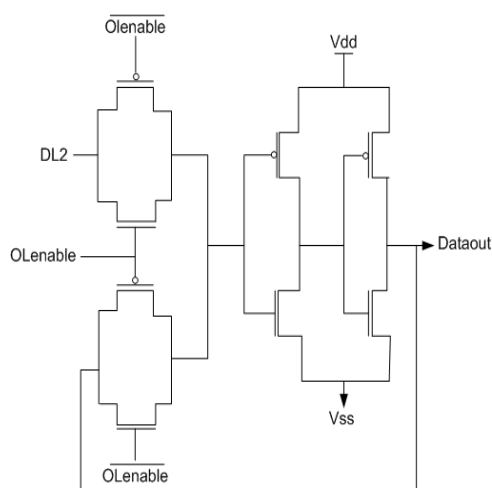 Olenable
Vdd
DL2
OLenable
Dataout
Vss
OLenable